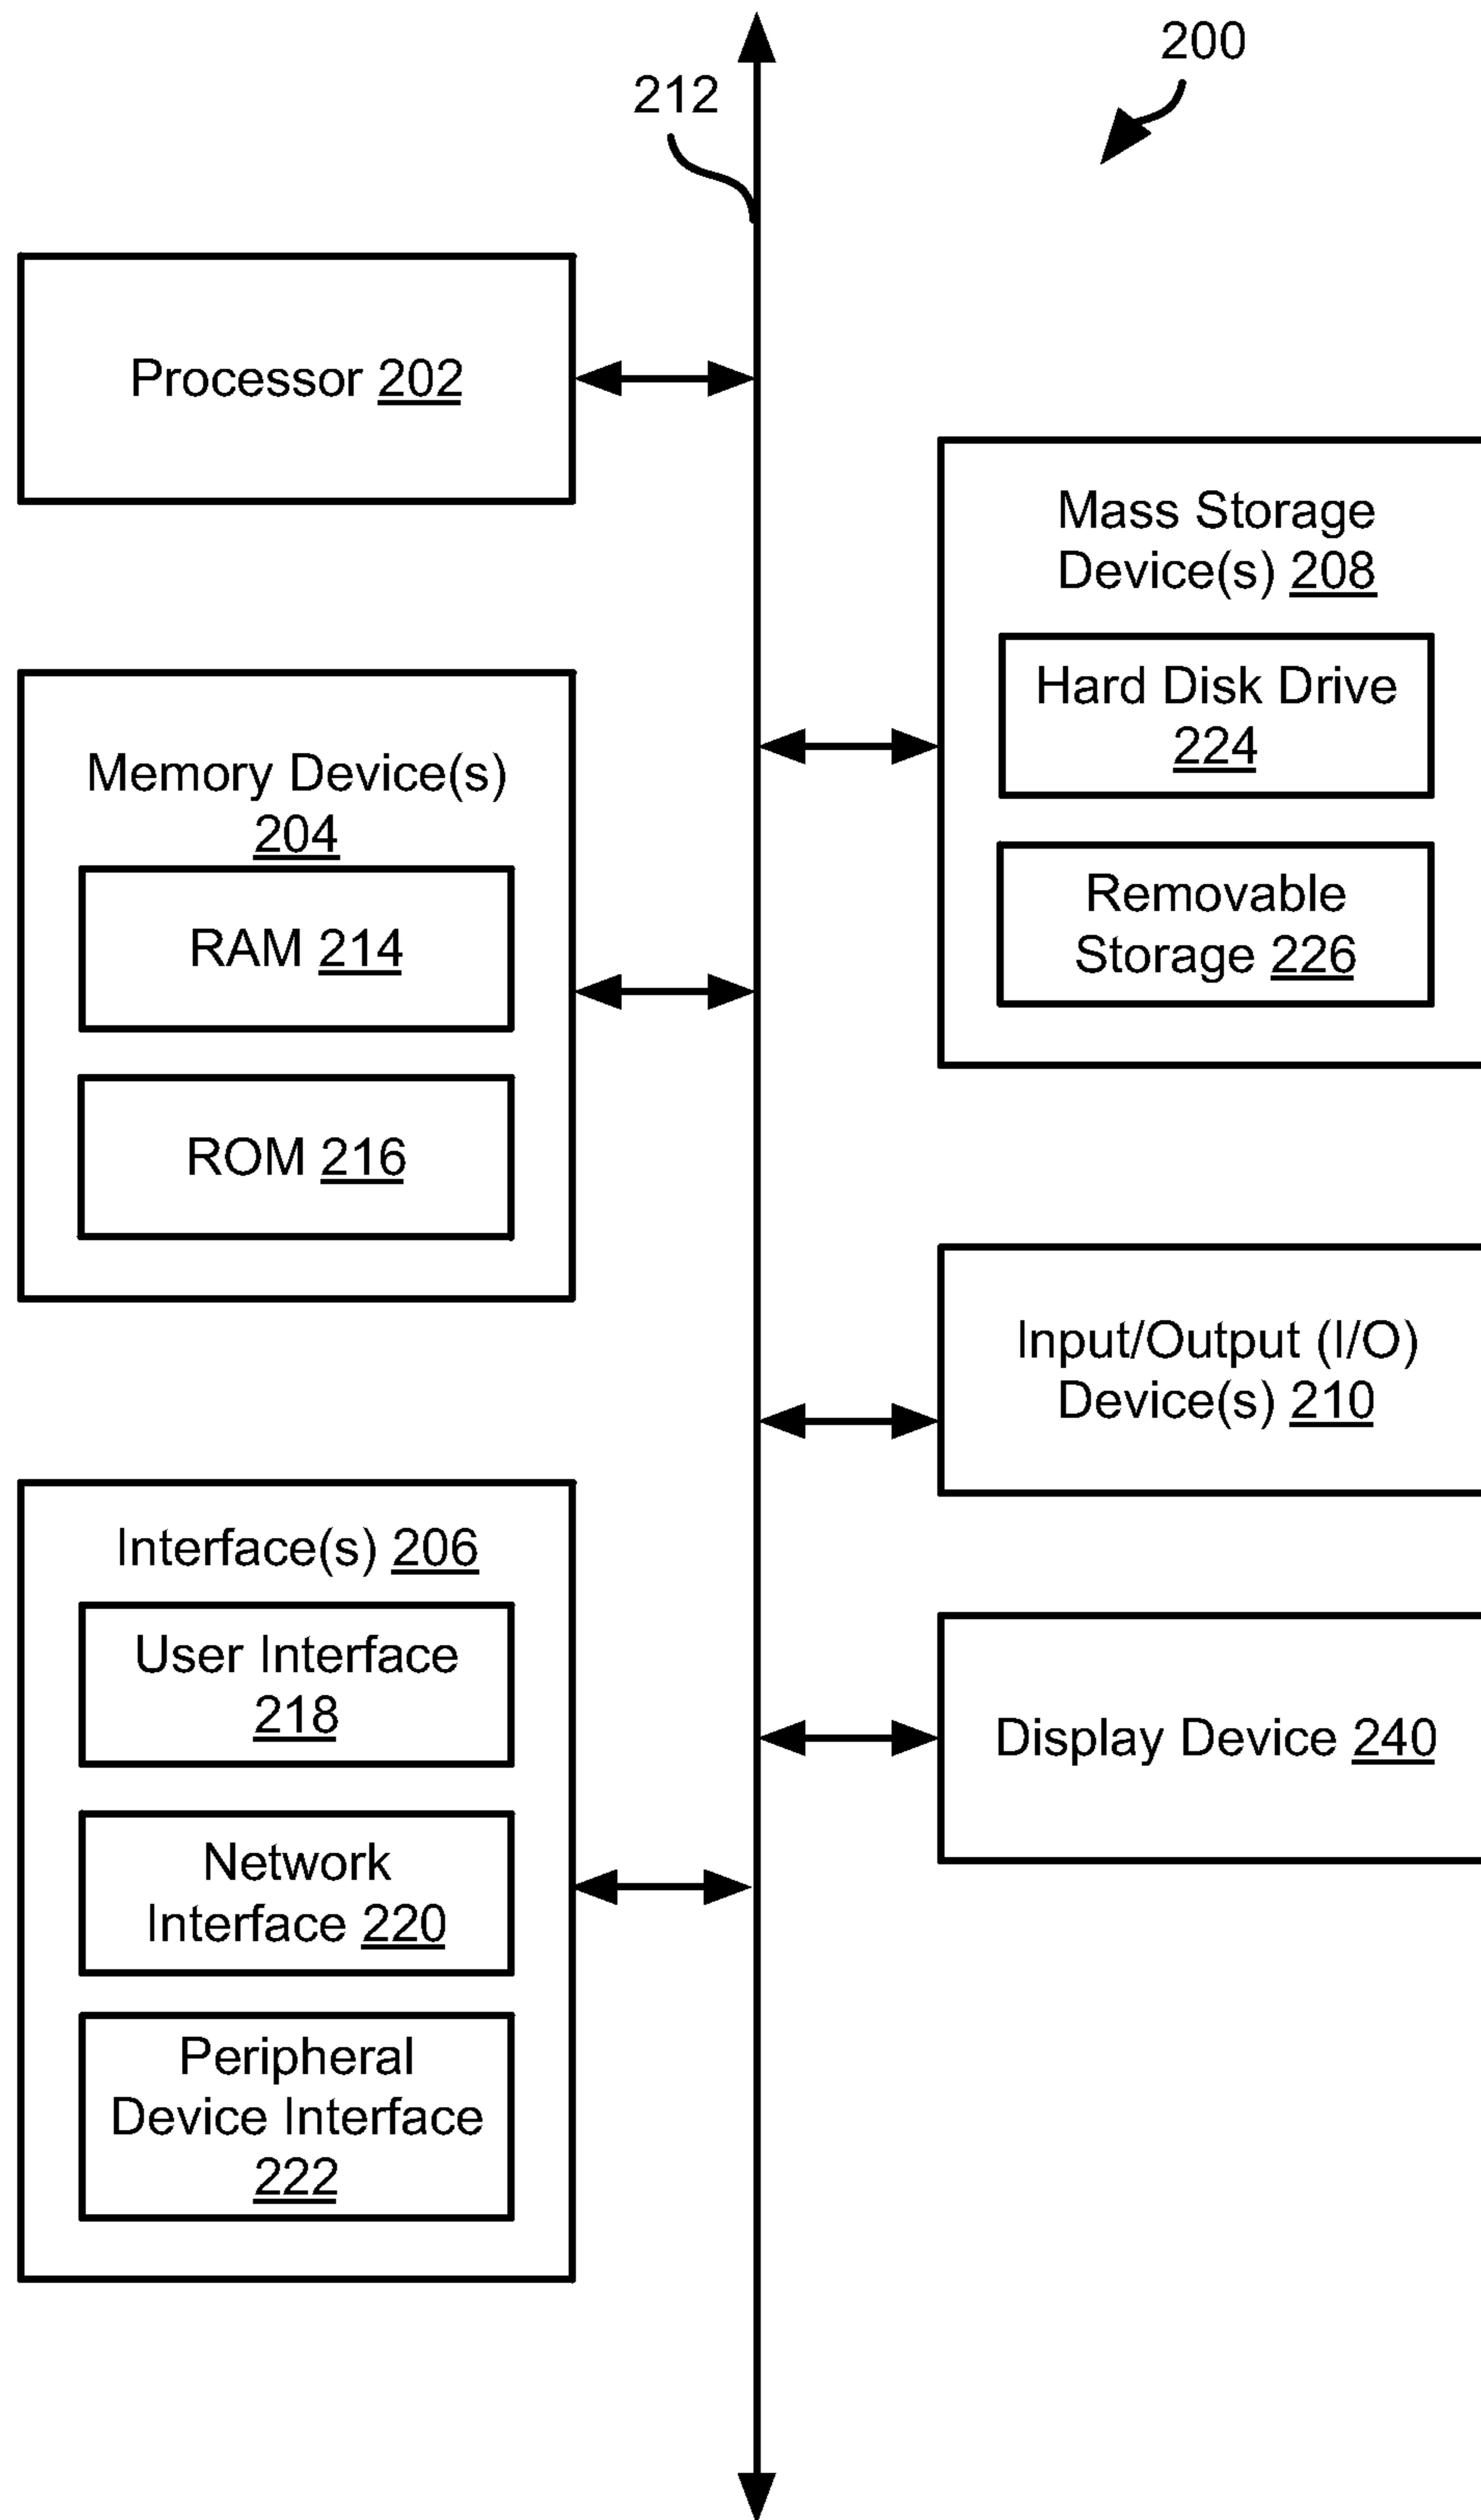 200
212
Processor 202
Mass Storage
Device(s) 208
Hard Disk Drive
224
Removable
Storage 226
Memory Device(s)
204
RAM 214
ROM 216
Input/Output (I/O)
Device(s) 210
Interface(s) 206
User Interface
218
Network
Interface 220
Peripheral
Device Interface
222
Display Device 240